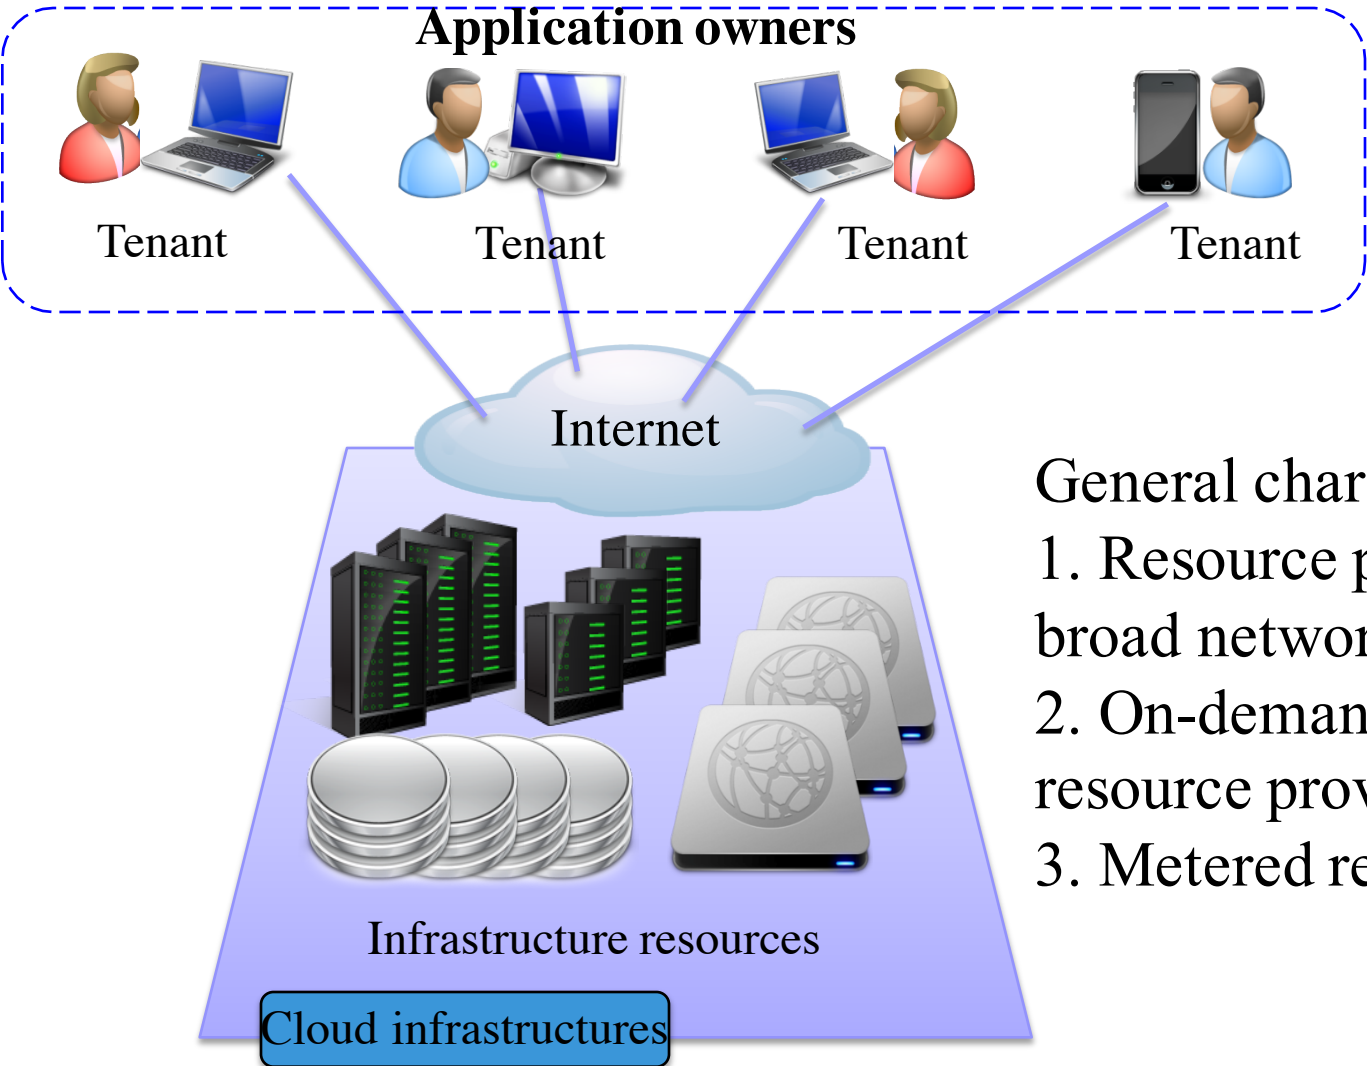 Application owners
Tenant Tenant Tenant Tenant
Internet
General char
1. Resource p
broad networ
2. On-deman
resource prov
3. Metered re
Infrastructure resources
Cloud infrastructures